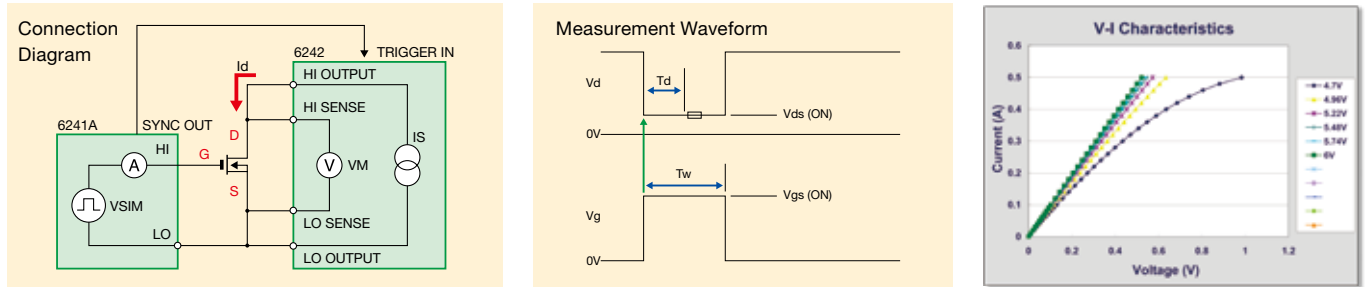 Connection
Diagram
6242
TRIGGER IN
Id
HI OUTPUT
HI SENSE
6241A
SYNC OUT
D
IS
HI
G
A
V
VM
S
VSIM
LO
LO SENSE
LO OUTPUT
Measurement Waveform
Vd
Td
Vds (ON)
0V
Tw
Vgs (ON)
Vg
0V
V-I Characteristics
0.6
0.5
0.4
0.3
0.2
0.1
0
Current (A)
0
0.2
0.4
0.6
0.8
1
1.2
Voltage (V)
4.7V
4.96V
5.22V
5.48V
5.74V
6V